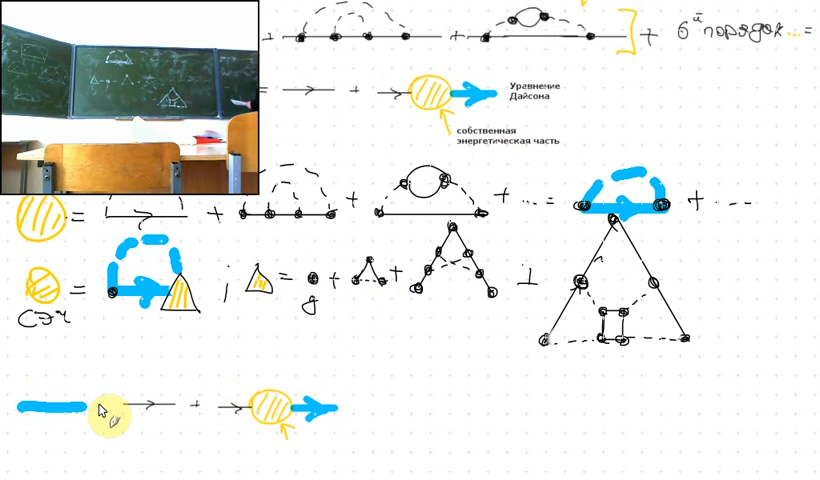 + + ] + 6й порядок ... =
= + Уравнение
Дайсона
собственная
энергетическая часть
= + + + ... = + ...
= ; = + +
СЭЧ g
+